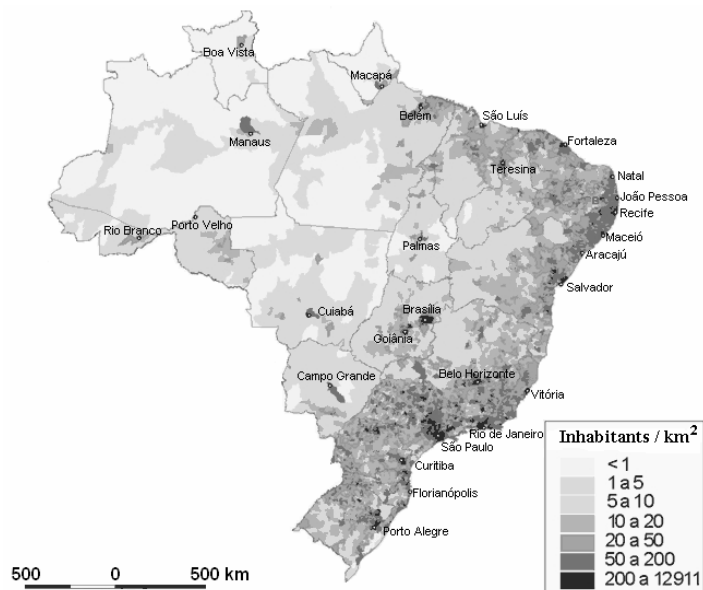 Boa Vista
Macapá
Belém
São Luís
Manaus
Fortaleza
Teresina
Natal
João Pessoa
Recife
Porto Velho
Rio Branco
Maceió
Palmas
Aracajú
Salvador
Cuiabá
Brasília
Goiânia
Campo Grande
Belo Horizonte
Vitória
Rio de Janeiro
São Paulo
Curitiba
Florianópolis
Porto Alegre
Inhabitants / km²
< 1
1 a 5
5 a 10
10 a 20
20 a 50
50 a 200
200 a 12911
500 0 500 km